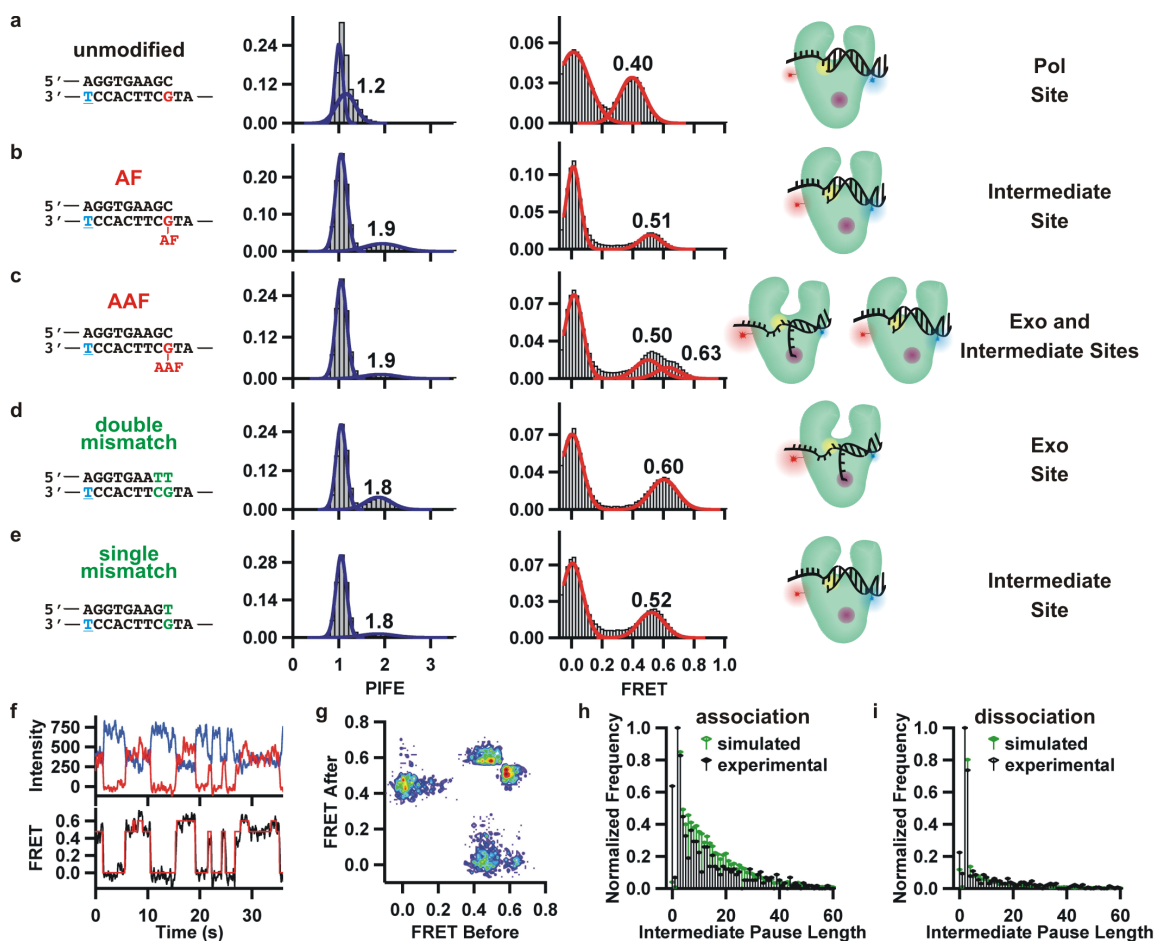 a
unmodified
5′— AGGTGAAGC
3′— TCCACTTCGTA —
0.24
0.12
0.00
1.2
0.06
0.03
0.00
0.40
Pol
Site
b
AF
5′— AGGTGAAGC
3′— TCCACTTCGTA —
AF
0.20
0.10
0.00
1.9
0.10
0.05
0.00
0.51
Intermediate
Site
c
AAF
5′— AGGTGAAGC
3′— TCCACTTCGTA —
AAF
0.24
0.12
0.00
1.9
0.07
0.04
0.00
0.50
0.63
Exo and
Intermediate Sites
d
double
mismatch
5′— AGGTGAATT
3′— TCCACTTCGTA —
0.24
0.12
0.00
1.8
0.07
0.04
0.00
0.60
Exo
Site
e
single
mismatch
5′— AGGTGAAGT
3′— TCCACTTCGTA —
0.28
0.14
0.00
1.8
0 1 2 3
PIFE
0.07
0.03
0.00
0.52
0.0 0.2 0.4 0.6 0.8 1.0
FRET
Intermediate
Site
f
Intensity
750
500
250
0
FRET
0.6
0.4
0.2
0.0
0 10 20 30
Time (s)
g
FRET After
0.8
0.6
0.4
0.2
0.0
0.0 0.2 0.4 0.6 0.8
FRET Before
h
association
simulated
experimental
Normalized Frequency
1.0
0.8
0.6
0.4
0.2
0.0
0 20 40 60
Intermediate Pause Length
i
dissociation
simulated
experimental
Normalized Frequency
1.0
0.8
0.6
0.4
0.2
0.0
0 20 40 60
Intermediate Pause Length